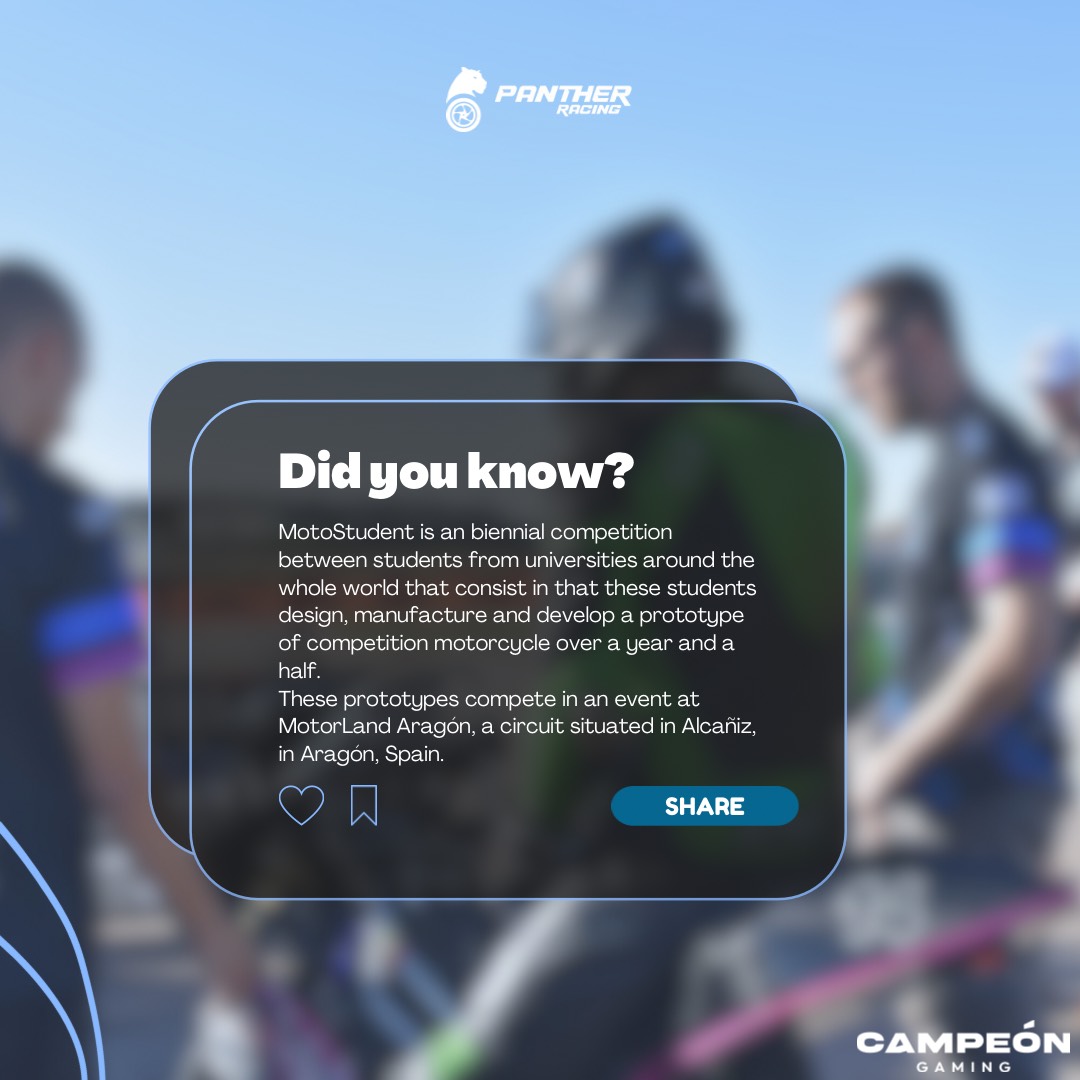 PANTHER
RACING
Did you know?
MotoStudent is an biennial competition
between students from universities around the
whole world that consist in that these students
design, manufacture and develop a prototype
of competition motorcycle over a year and a
half.
These prototypes compete in an event at
MotorLand Aragón, a circuit situated in Alcañiz,
in Aragón, Spain.
SHARE
CAMPEÓN
GAMING